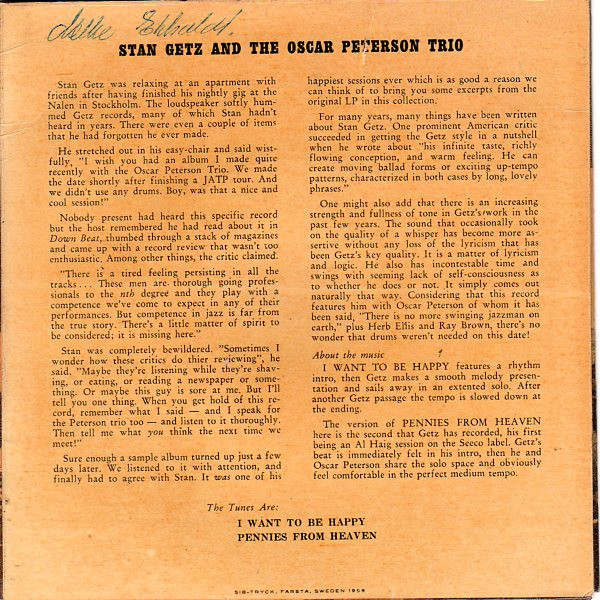 STAN GETZ AND THE OSCAR PETERSON TRIO
Stan Getz was relaxing at an apartment with
friends after having finished his nightly gig at the
Nalen in Stockholm. The loudspeaker softly hum-
med Getz records, many of which Stan hadn't
heard in years. There were even a couple of items
that he had forgotten he ever made.
He stretched out in his easy-chair and said wist-
fully, "I wish you had an album I made quite
recently with the Oscar Peterson Trio. We made
the date shortly after finishing a JATP tour. And
we didn't use any drums. Boy, was that a nice and
cool session!"
Nobody present had heard this specific record
but the host remembered he had read about it in
Down Beat, thumbed through a stack of magazines
and came up with a review that wasn't too
enthusiastic. Among other things, the critic claimed:
"There is a tired feeling persisting in all the
tracks... These men are thorough going profes-
sionals to the nth degree and they play with a
competence we've come to expect in any of their
performances. But competence in jazz is far from
the true story. There's a little matter of spirit to
be considered; it is missing here."
Stan was completely bewildered. "Sometimes I
wonder how these critics do thier reviewing", he
said. "Maybe they're listening while they're shav-
ing, or eating, or reading a newspaper or some-
thing. Or maybe this guy is sore at me. But I'll
tell you one thing. When you get hold of this re-
cord, remember what I said — and I speak for
the Peterson trio too — and listen to it thoroughly.
Then tell me what you think the next time we
meet!"
Sure enough a sample album turned up just a few
days later. We listened to it with attention, and
finally had to agree with Stan. It was one of his
happiest sessions ever which is as good a reason we
can think of to bring you some excerpts from the
original LP in this collection.
For many years, many things have been written
about Stan Getz. One prominent American critic
succeeded in getting the Getz style in a nutshell
when he wrote about "his infinite taste, richly
flowing conception, and warm feeling. He can
create moving ballad forms or exciting up-tempo
patterns, characterized in both cases by long, lovely
phrases."
One might also add that there is an increasing
strength and fullness of tone in Getz's work in the
past few years. The sound that occasionally took
on the quality of a whisper has become more as-
sertive without any loss of the lyricism that has
been Getz's key quality. It is a matter of lyricism
and logic. He also has incontestable time and
swings with seeming lack of self-consciousness as
to whether he does or not. It simply comes out
naturally that way. Considering that this record
features him with Oscar Peterson of whom it has
been said, "There is no more swinging jazzman on
earth," plus Herb Ellis and Ray Brown, there's no
wonder that drums weren't needed on this date!
About the music
I WANT TO BE HAPPY features a rhythm
intro, then Getz makes a smooth melody presen-
tation and sails away in an extented solo. After
another Getz passage the tempo is slowed down at
the ending.
The version of PENNIES FROM HEAVEN
here is the second that Getz has recorded, his first
being an Al Haig session on the Seeco label. Getz's
beat is immediately felt in his intro, then he and
Oscar Peterson share the solo space and obviously
feel comfortable in the perfect medium tempo.
The Tunes Are:
I WANT TO BE HAPPY
PENNIES FROM HEAVEN
SIB-TRYCK, FARSTA, SWEDEN 1958